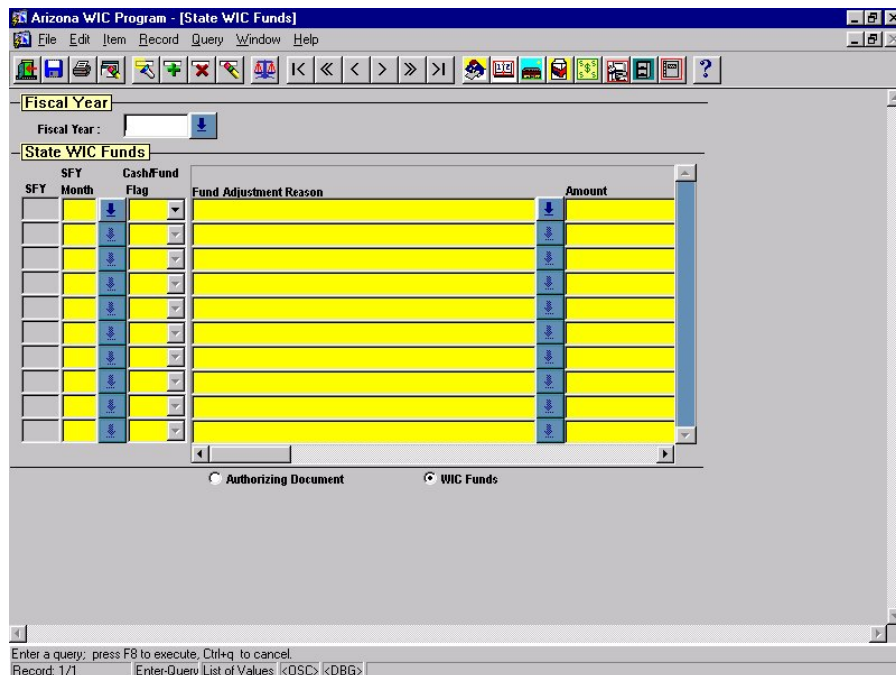 Arizona WIC Program - [State WIC Funds]
File Edit Item Record Query Window Help
Fiscal Year
Fiscal Year :
State WIC Funds
SFY Cash/Fund
SFY Month Flag Fund Adjustment Reason Amount
Authorizing Document WIC Funds
Enter a query; press F8 to execute, Ctrl+q to cancel.
Record: 1/1 Enter-Query List of Values <OSC> <DBG>